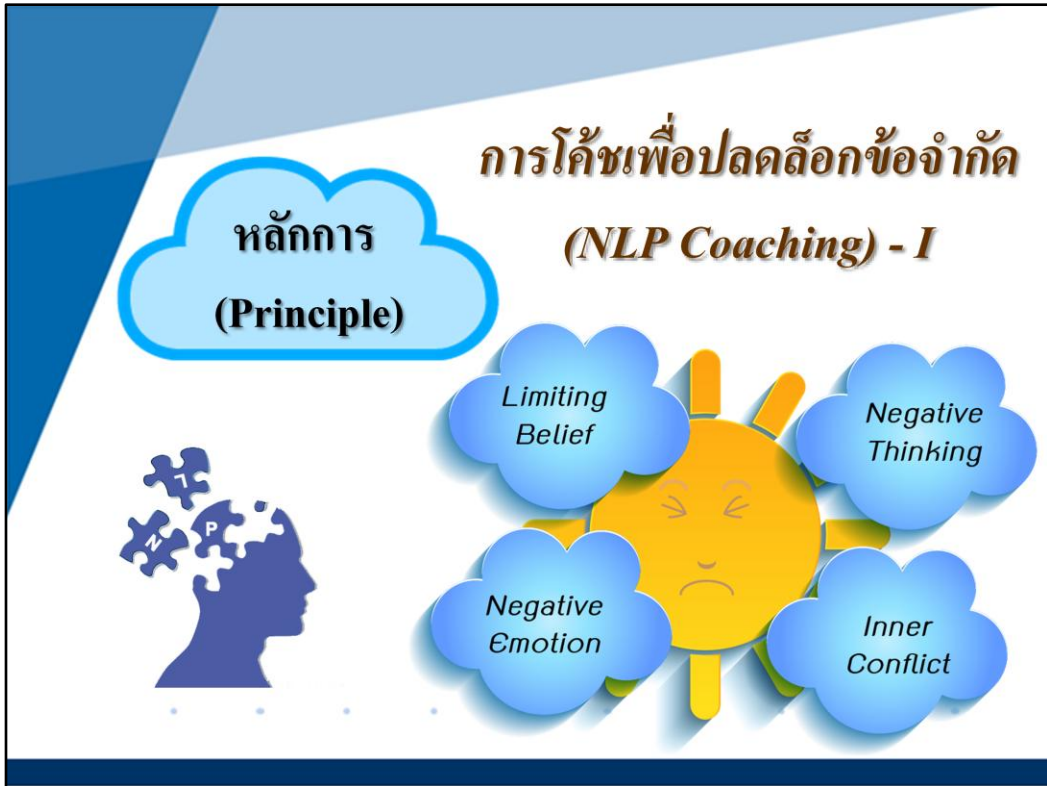 การโค้ชเพื่อปลดล็อกข้อจำกัด
(NLP Coaching) - I
หลักการ
(Principle)
Limiting
Belief
Negative
Thinking
Negative
Emotion
Inner
Conflict
N
L
P